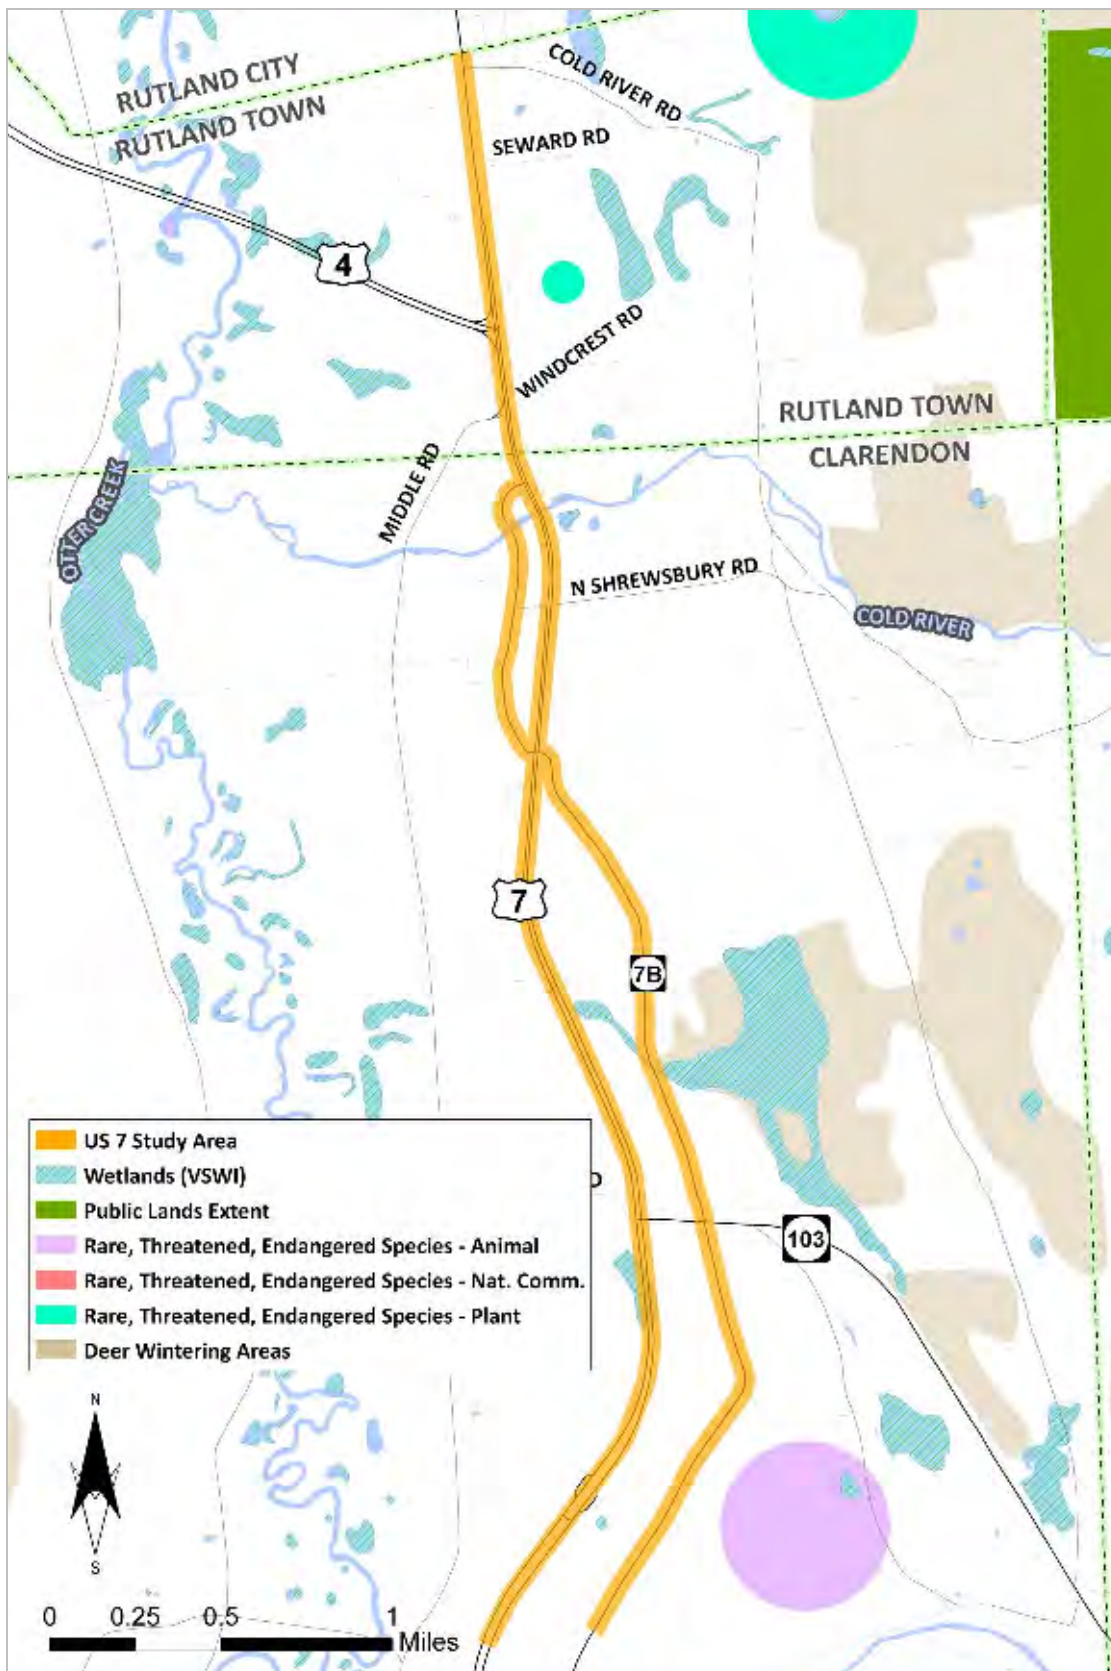 RUTLAND CITY
RUTLAND TOWN
COLD RIVER RD
SEWARD RD
4
WINDCREST RD
RUTLAND TOWN
CLARENDON
MIDDLE RD
OTTER CREEK
N SHREWSBURY RD
COLD RIVER
7
7B
103
D
US 7 Study Area
Wetlands (VSWI)
Public Lands Extent
Rare, Threatened, Endangered Species - Animal
Rare, Threatened, Endangered Species - Nat. Comm.
Rare, Threatened, Endangered Species - Plant
Deer Wintering Areas
N
S
0 0.25 0.5 1
Miles